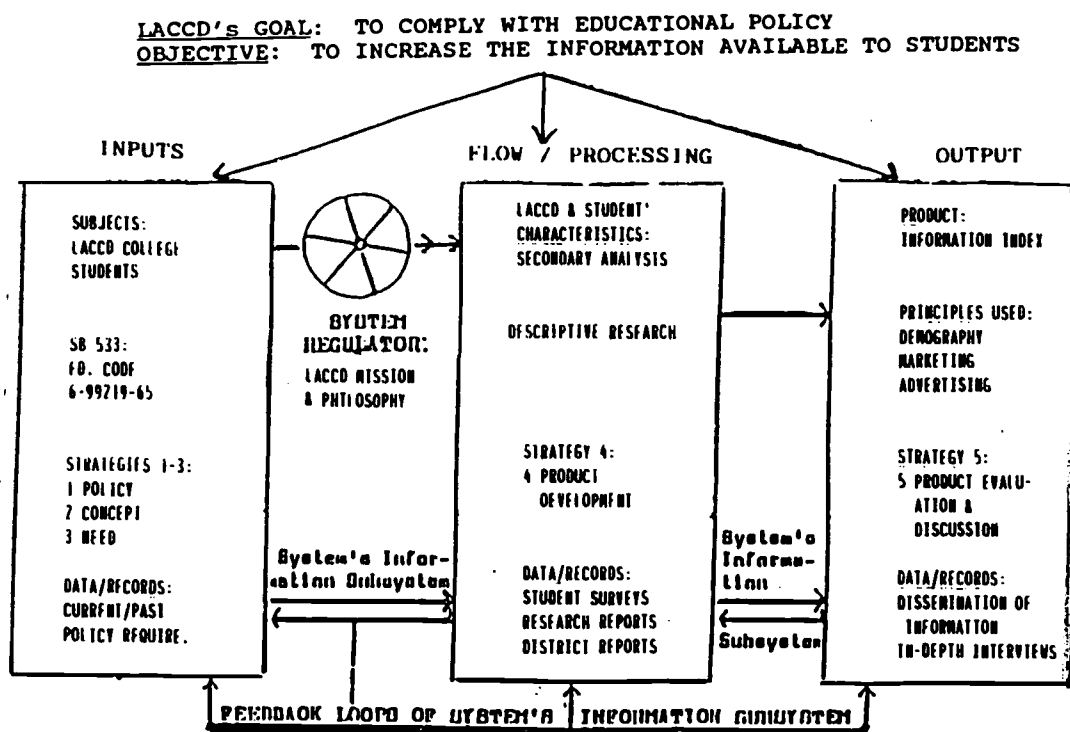 LACCD's GOAL: TO COMPLY WITH EDUCATIONAL POLICY
OBJECTIVE: TO INCREASE THE INFORMATION AVAILABLE TO STUDENTS
INPUTS
FLOW / PROCESSING
OUTPUT
SUBJECTS:
LACCD COLLEGE
STUDENTS
SB 533:
ED. CODE
6-99219-65
STRATEGIES 1-3:
1 POLICY
2 CONCEPT
3 NEED
DATA/RECORDS:
CURRENT/PAST
POLICY REQUIRE.
SYSTEM
REGULATOR:
LACCD MISSION
& PHILOSOPHY
System's Infor-
mation Subsystem
LACCD & STUDENT'
CHARACTERISTICS:
SECONDARY ANALYSIS
DESCRIPTIVE RESEARCH
STRATEGY 4:
4 PRODUCT
DEVELOPMENT
DATA/RECORDS:
STUDENT SURVEYS
RESEARCH REPORTS
DISTRICT REPORTS
System's
Informa-
tion
Subsystem
PRODUCT:
INFORMATION INDEX
PRINCIPLES USED:
DEMOGRAPHY
MARKETING
ADVERTISING
STRATEGY 5:
5 PRODUCT EVALU-
ATION &
DISCUSSION
DATA/RECORDS:
DISSEMINATION OF
INFORMATION
IN-DEPTH INTERVIEWS
FEEDBACK LOOPS OF SYSTEM'S INFORMATION SUBSYSTEM